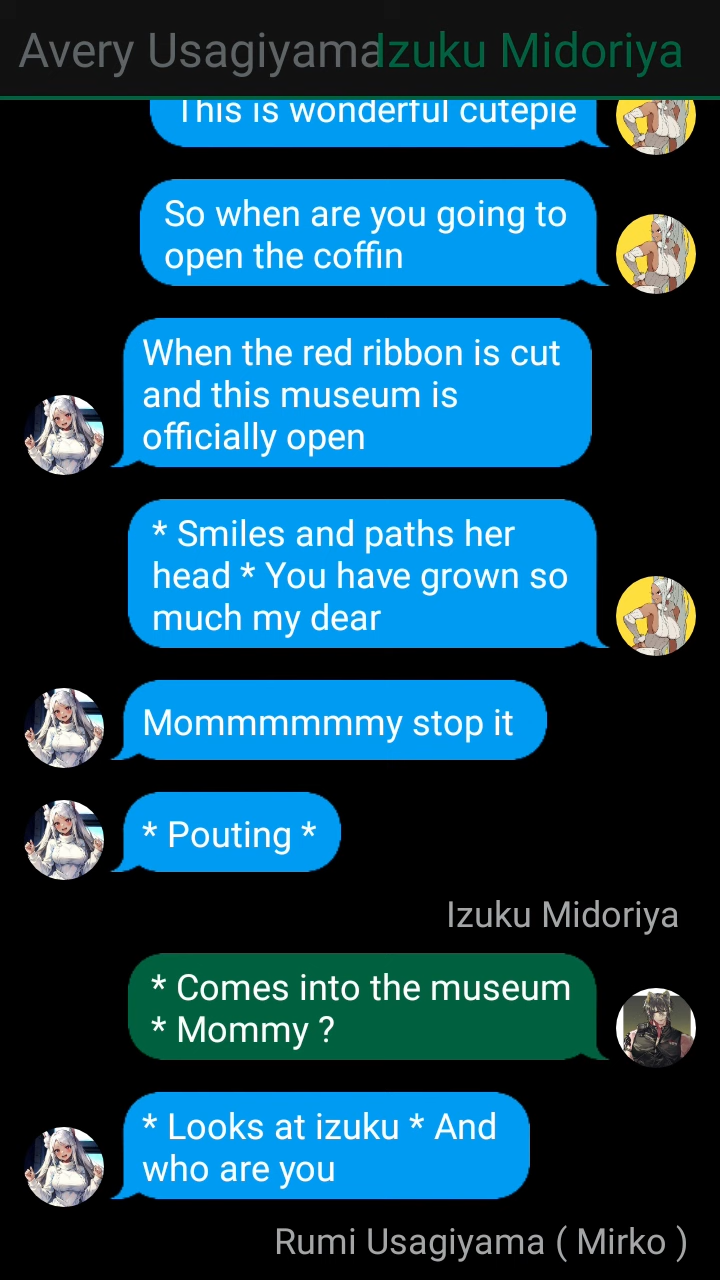 Avery Usagiyama Izuku Midoriya
This is wonderful cutepie
So when are you going to
open the coffin
When the red ribbon is cut
and this museum is
officially open
* Smiles and paths her
head * You have grown so
much my dear
Mommmmmmy stop it
* Pouting *
Izuku Midoriya
* Comes into the museum
* Mommy ?
* Looks at izuku * And
who are you
Rumi Usagiyama ( Mirko )